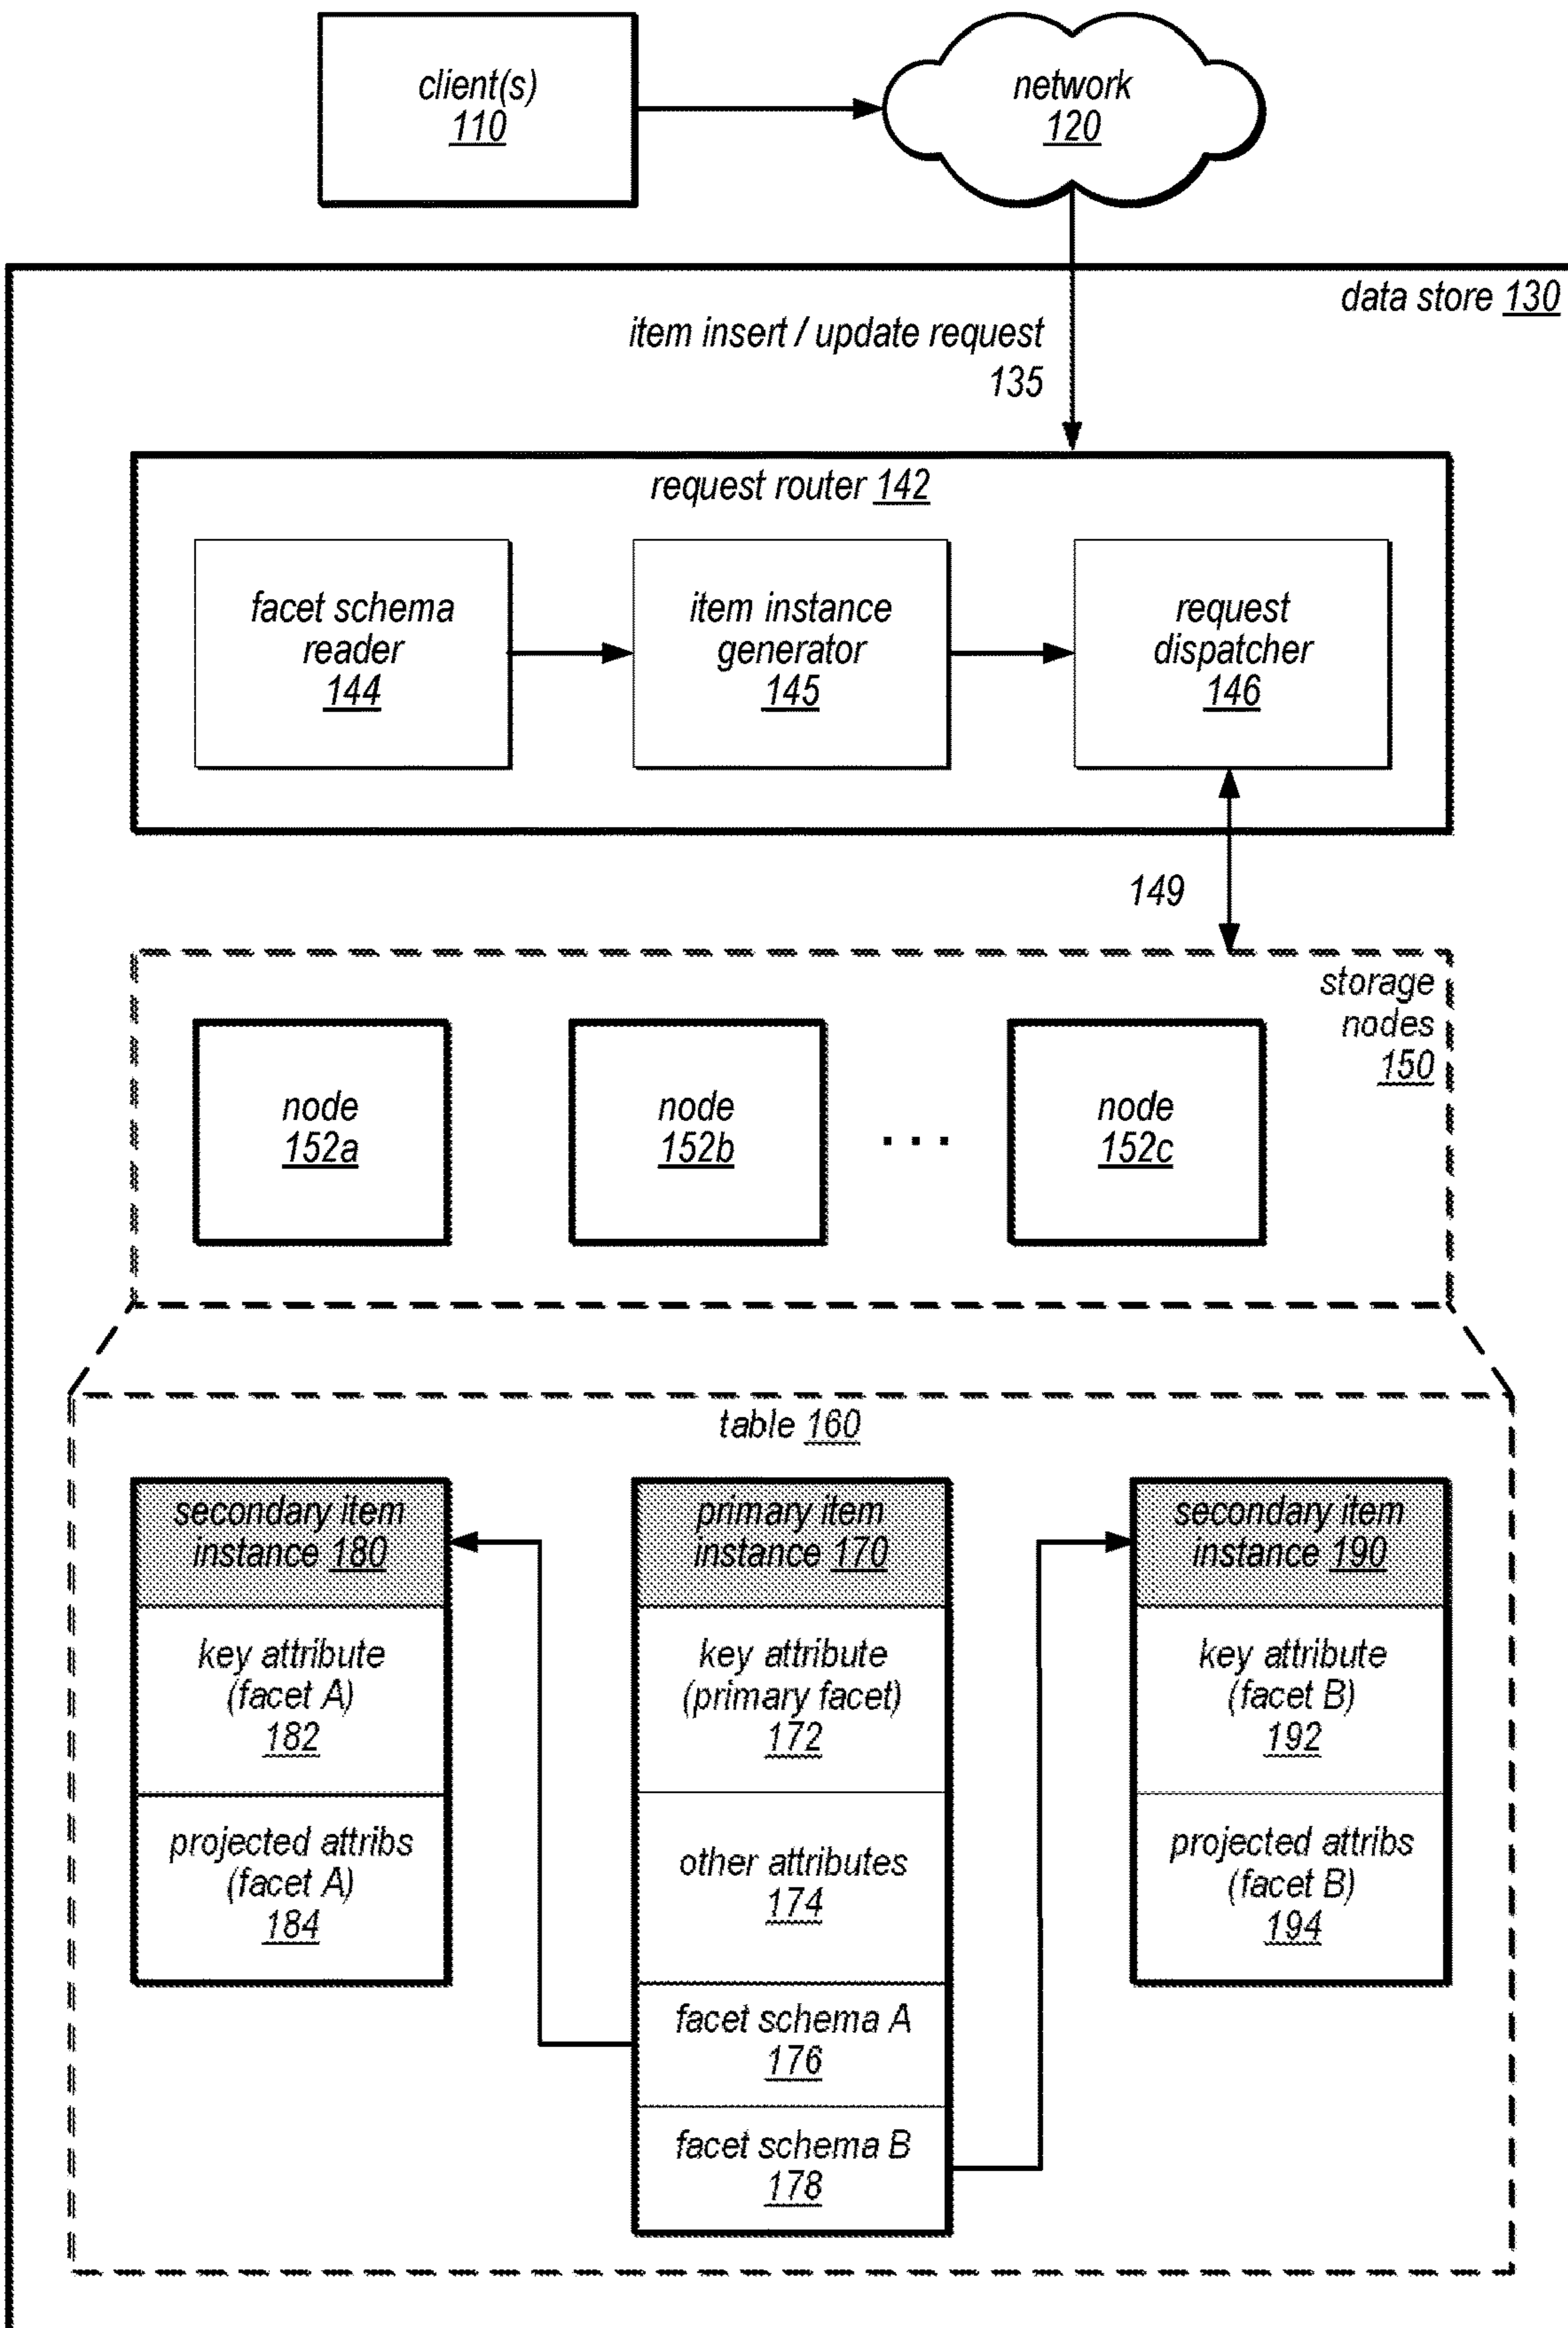 client(s)
110
network
120
data store 130
item insert / update request
135
request router 142
facet schema
reader
144
item instance
generator
145
request
dispatcher
146
149
storage
nodes
150
node
152a
node
152b
. . .
node
152c
table 160
secondary item
instance 180
key attribute
(facet A)
182
projected attribs
(facet A)
184
primary item
instance 170
key attribute
(primary facet)
172
other attributes
174
facet schema A
176
facet schema B
178
secondary item
instance 190
key attribute
(facet B)
192
projected attribs
(facet B)
194